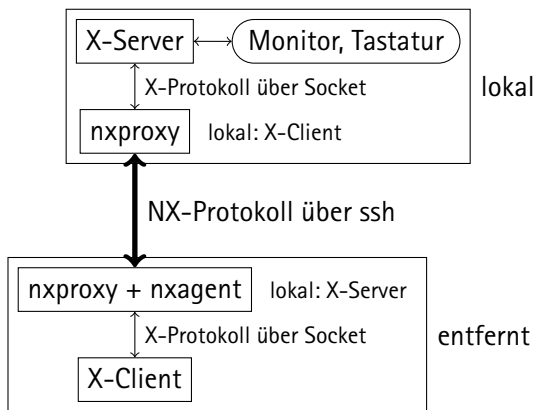 X-Server
Monitor, Tastatur
X-Protokoll über Socket
lokal
nxproxy
lokal: X-Client
NX-Protokoll über ssh
nxproxy + nxagent
lokal: X-Server
X-Protokoll über Socket
entfernt
X-Client